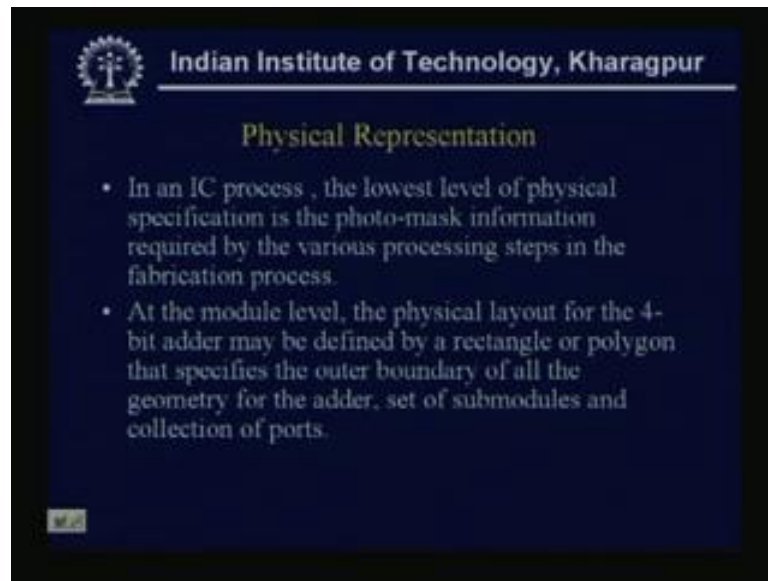 Indian Institute of Technology, Kharagpur
Physical Representation
• In an IC process , the lowest level of physical
specification is the photo-mask information
required by the various processing steps in the
fabrication process.
• At the module level, the physical layout for the 4-
bit adder may be defined by a rectangle or polygon
that specifies the outer boundary of all the
geometry for the adder, set of submodules and
collection of ports.